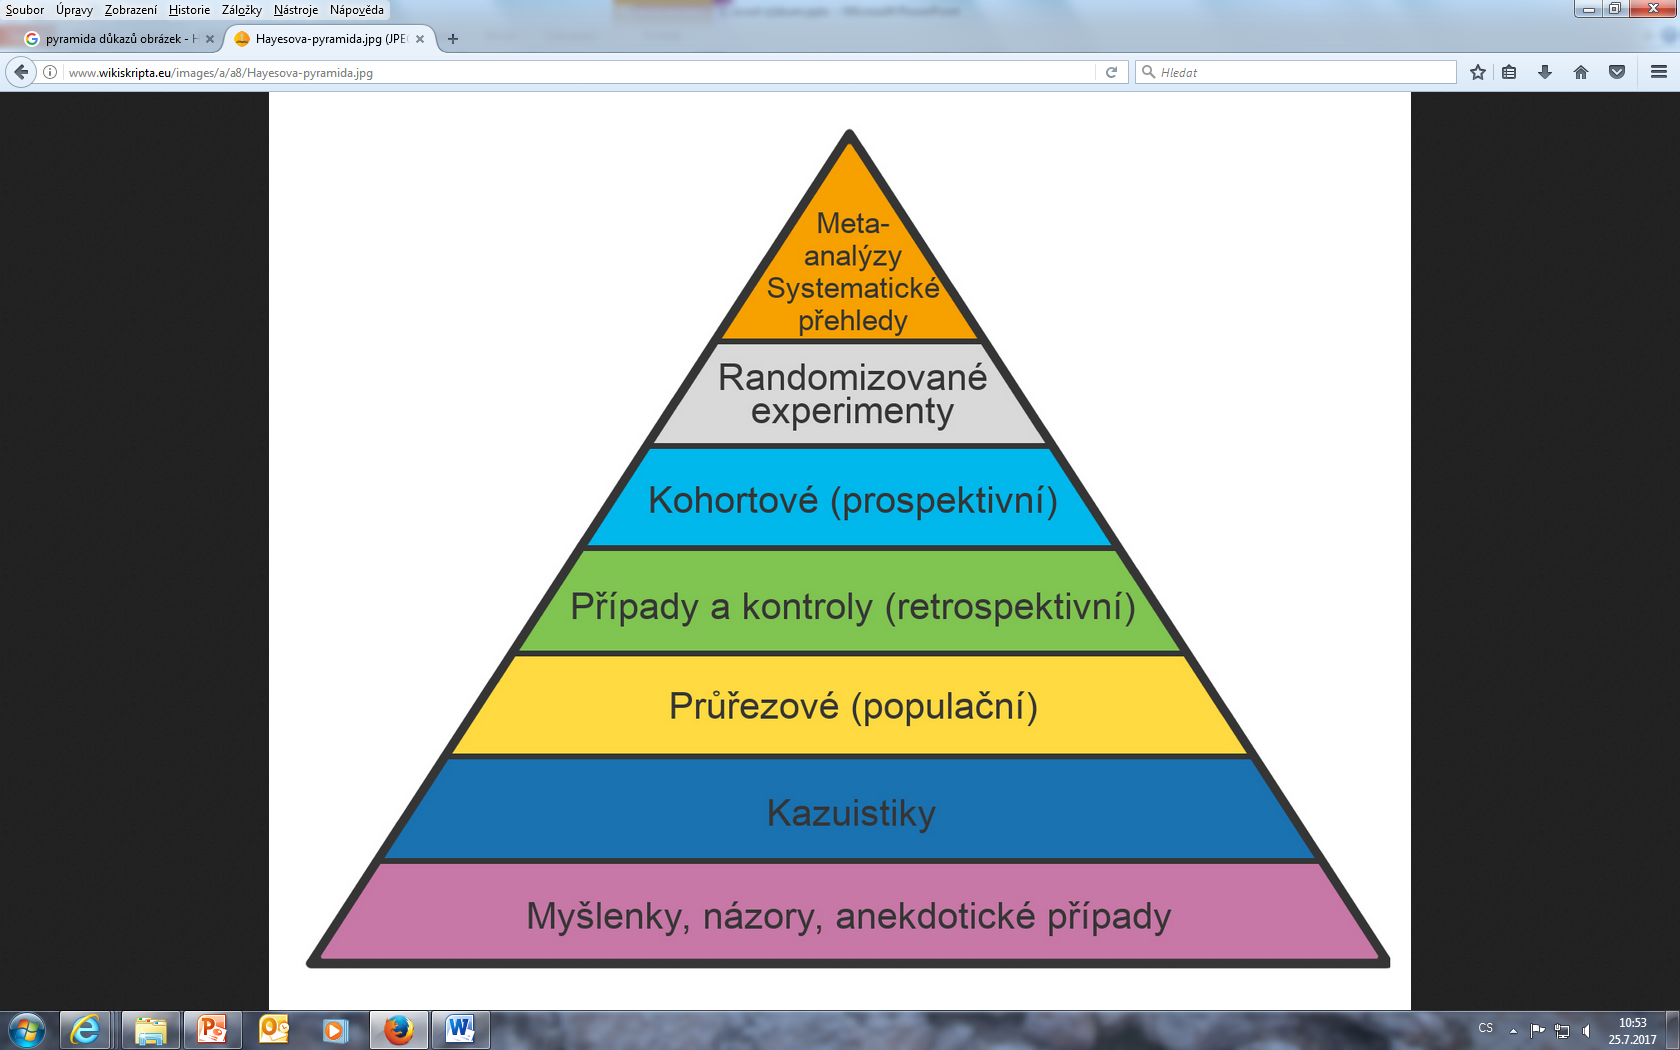 Soubor Úpravy Zobrazení Historie Záložky Nástroje Nápověda
pyramida důkazů obrázek - H
Hayesova-pyramida.jpg (JPE
www.wikiskripta.eu/images/a/a8/Hayesova-pyramida.jpg
Hledat
Meta-
analýzy
Systematické
přehledy
Randomizované
experimenty
Kohortové (prospektivní)
Případy a kontroly (retrospektivní)
Průřezové (populační)
Kazuistiky
Myšlenky, názory, anekdotické případy
CS
10:53
25.7.2017